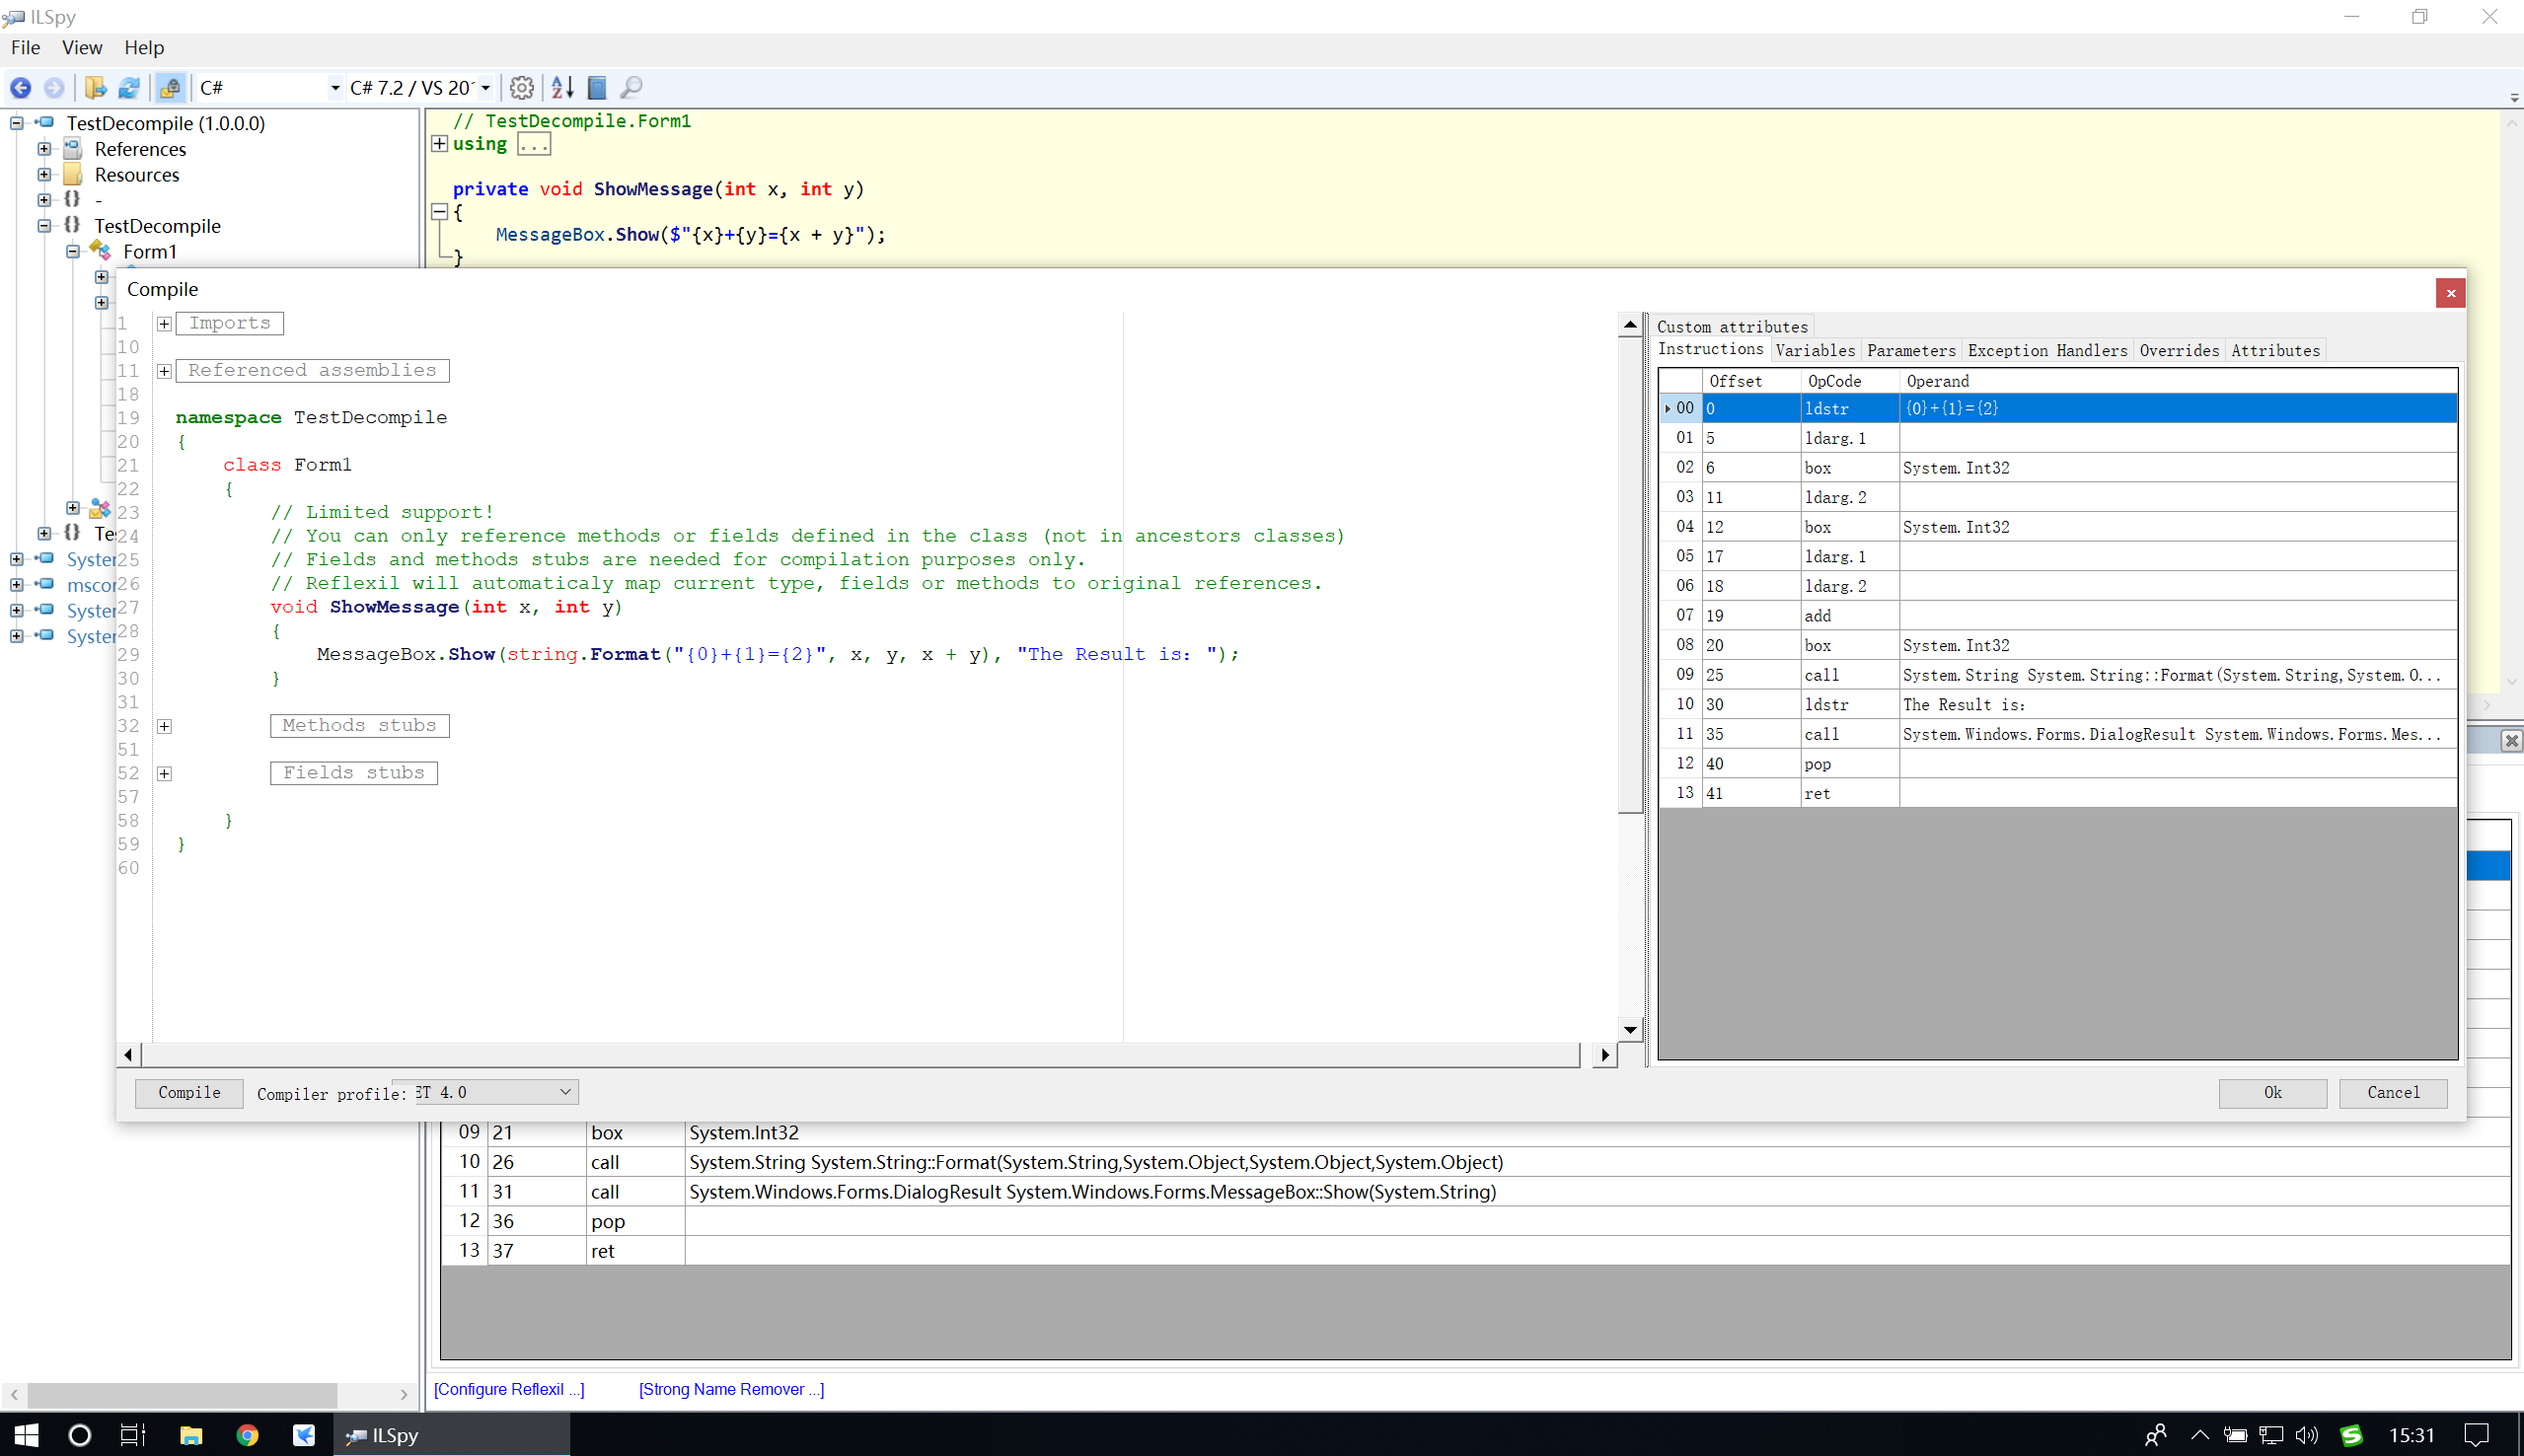 ILSpy
File View Help
C# C# 7.2 / VS 20
TestDecompile (1.0.0.0)
References
Resources
{} -
{} TestDecompile
Form1
{}
// TestDecompile.Form1
using ...
private void ShowMessage(int x, int y)
{
MessageBox.Show($"{x}+{y}={x + y}");
}
Compile
1 Imports
10
11 Referenced assemblies
18
19 namespace TestDecompile
20 {
21 class Form1
22 {
23 // Limited support!
24 // You can only reference methods or fields defined in the class (not in ancestors classes)
25 // Fields and methods stubs are needed for compilation purposes only.
26 // Reflexil will automaticaly map current type, fields or methods to original references.
27 void ShowMessage(int x, int y)
28 {
29 MessageBox.Show(string.Format("{0}+{1}={2}", x, y, x + y), "The Result is: ");
30 }
31
32 Methods stubs
51
52 Fields stubs
57
58 }
59 }
60
Custom attributes
Instructions Variables Parameters Exception Handlers Overrides Attributes
Offset OpCode Operand
00 0 ldstr {0}+{1}={2}
01 5 ldarg.1
02 6 box System.Int32
03 11 ldarg.2
04 12 box System.Int32
05 17 ldarg.1
06 18 ldarg.2
07 19 add
08 20 box System.Int32
09 25 call System.String System.String::Format(System.String,System.O...
10 30 ldstr The Result is:
11 35 call System.Windows.Forms.DialogResult System.Windows.Forms.Mes...
12 40 pop
13 41 ret
Compile Compiler profile: ET 4.0
Ok Cancel
09 21 box System.Int32
10 26 call System.String System.String::Format(System.String,System.Object,System.Object,System.Object)
11 31 call System.Windows.Forms.DialogResult System.Windows.Forms.MessageBox::Show(System.String)
12 36 pop
13 37 ret
[Configure Reflexil ...] [Strong Name Remover ...]
ILSpy
15:31